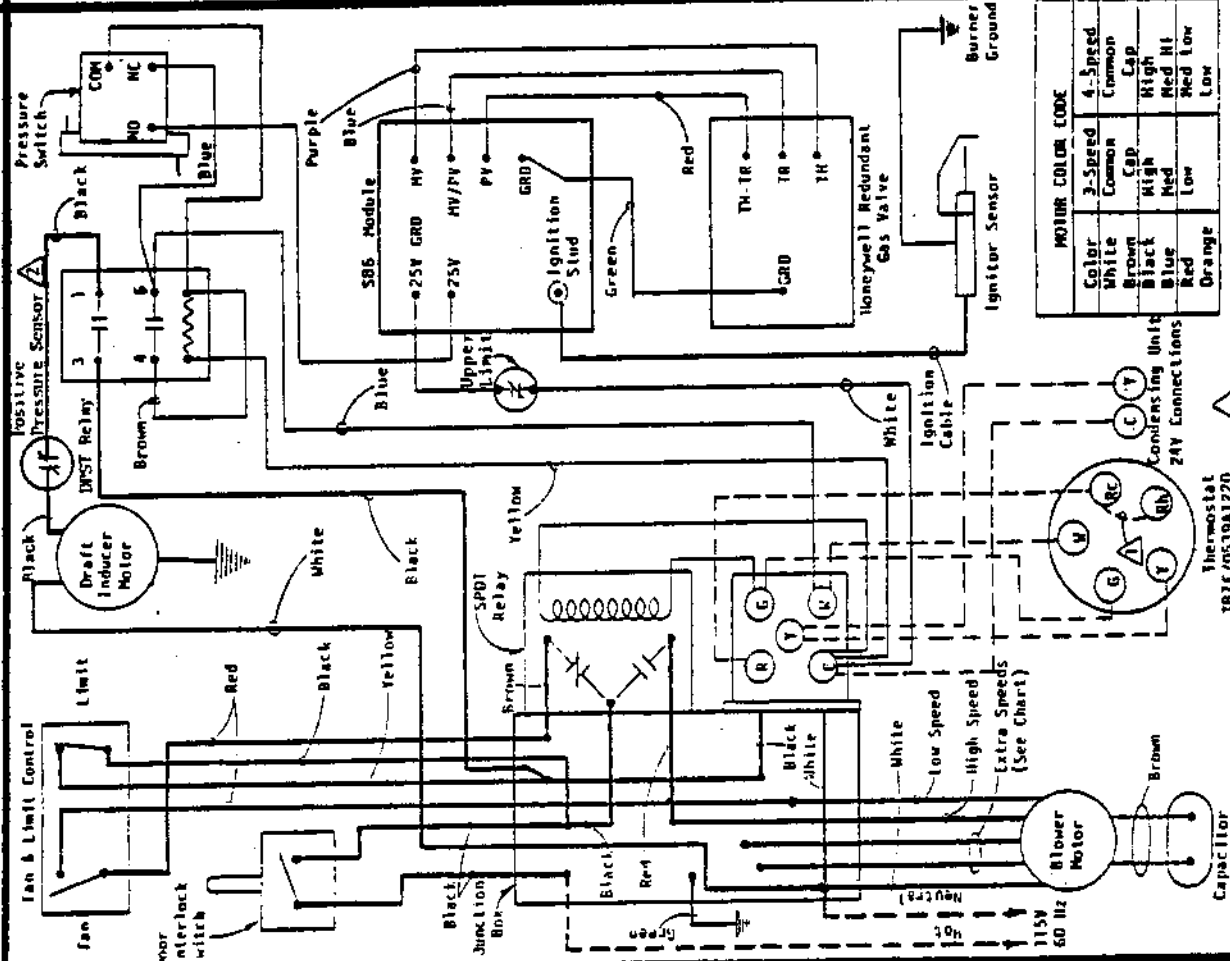 Fan & Limit Control
Limit
Fan
Red
Black
Yellow
Interlock
Black
Junction
Box
Black
Red
Green
Hot
Neutral
115V
60 Hz
Black
Draft
Inducer
Motor
White
Black
Positive
Pressure Sensor
2
DPST Relay
3
1
4
Brown
Black
Pressure
Switch
COM
NC
NO
Blue
Blue
Yellow
SPDT
Relay
Brown
R
G
Y
C
W
Black
White
White
Low Speed
High Speed
Extra Speeds
(See Chart)
Blower
Motor
Brown
Capacitor
Purple
Blue
S86 Module
25V GRD
25V
MV
MV/PV
PV
GRD
Ignition
Stud
Upper
Limit
White
Green
Red
TH-TR
TR
TH
GRD
Honeywell Redundant
Gas Valve
Ignition
Cable
Ignitor Sensor
Burner
Ground
C
Y
Condensing Unit
24V Connections
W
Rc
Rh
G
Y
1
Thermostat
MOTOR COLOR CODE
Color 3-Speed 4-Speed
White Common Common
Brown Cap Cap
Black High High
Blue Med Med Hi
Red Low Med Low
Orange Low